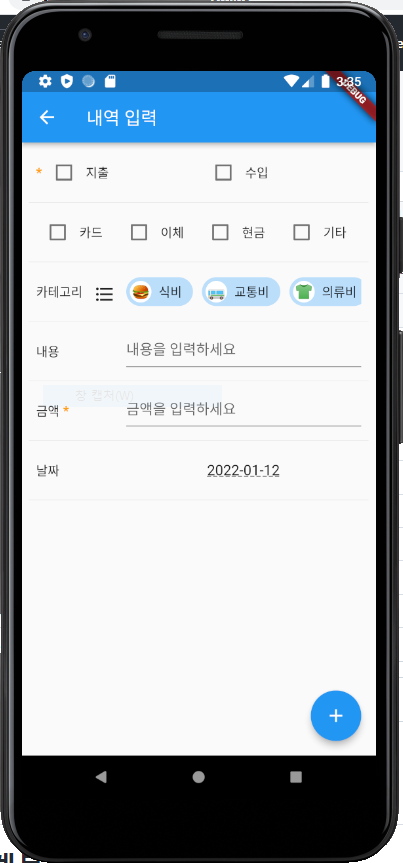 3:35
DEBUG
내역 입력
* 지출 수입
카드 이체 현금 기타
카테고리 식비 교통비 의류비
내용 내용을 입력하세요
창 캡처(W)
금액 * 금액을 입력하세요
날짜 2022-01-12